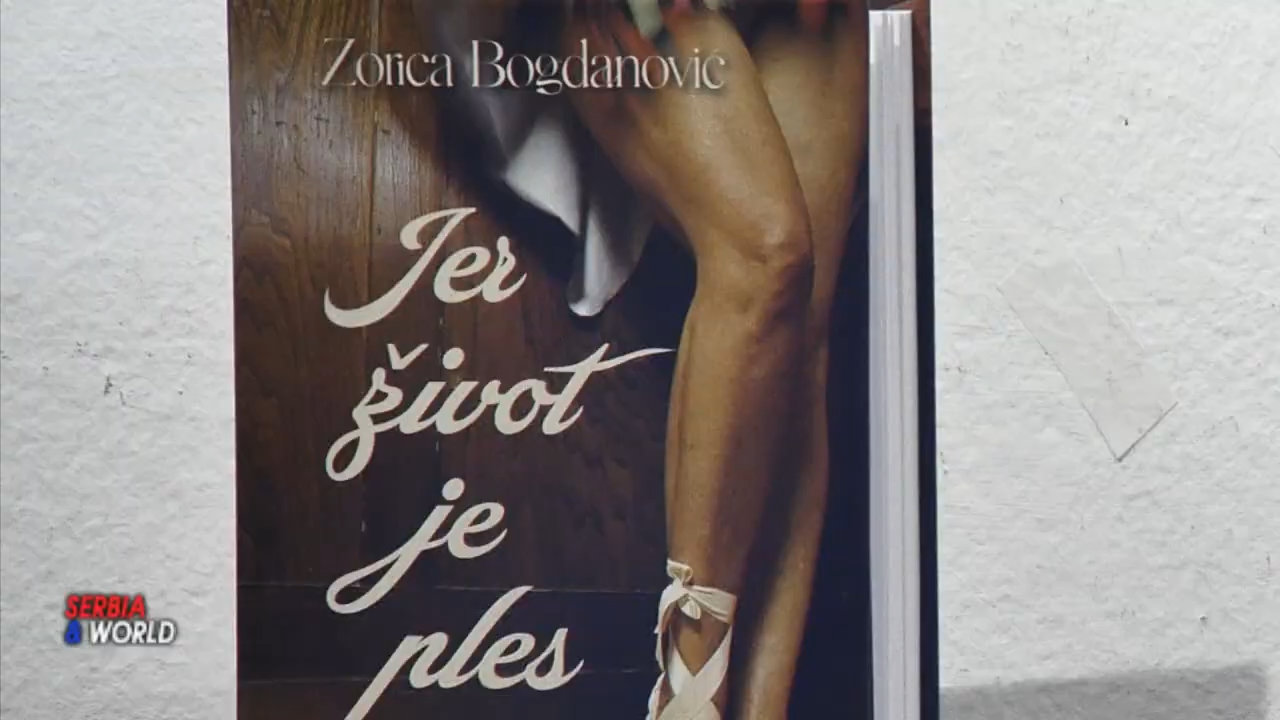 Zorica Bogdanović
Jer
život
je
ples
SERBIA
& WORLD